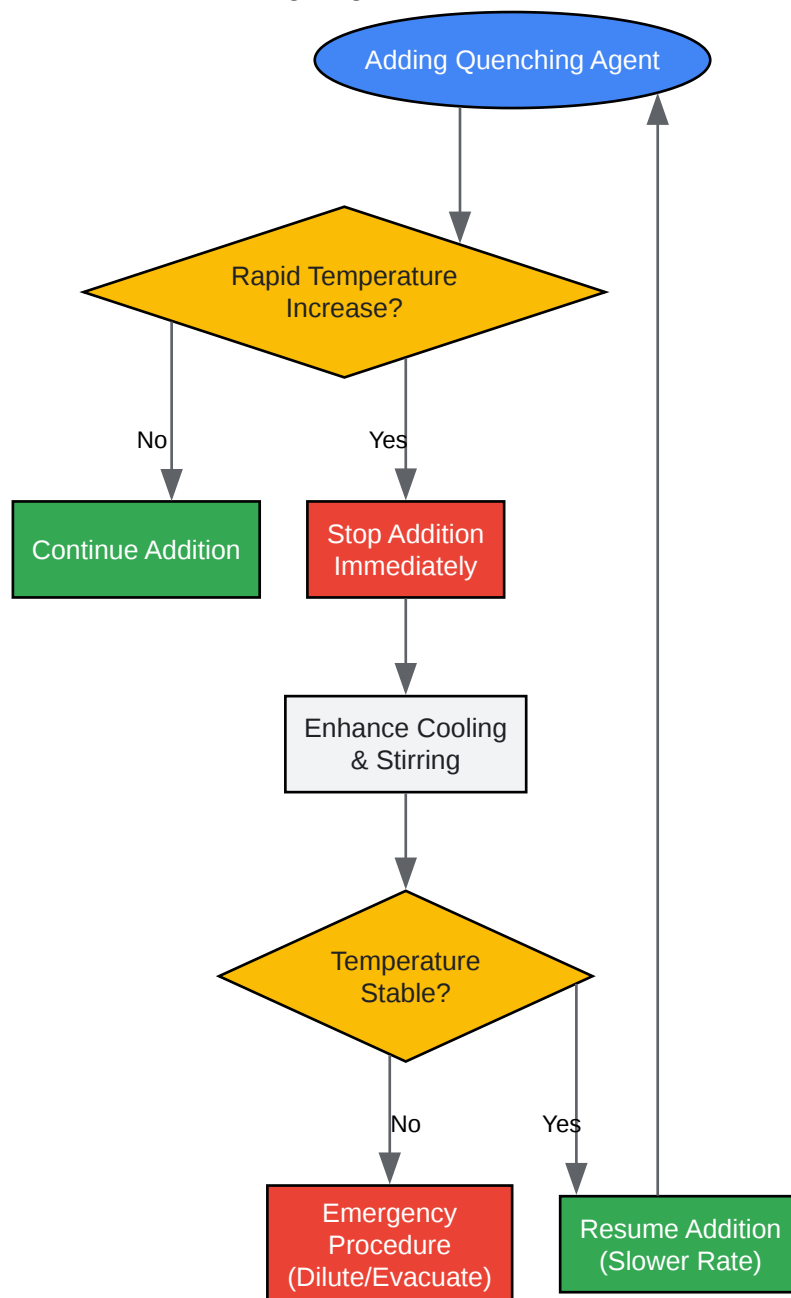 Adding Quenching Agent
Rapid Temperature
Increase?
No
Yes
Continue Addition
Stop Addition
Immediately
Enhance Cooling
& Stirring
Temperature
Stable?
No
Yes
Emergency
Procedure
(Dilute/Evacuate)
Resume Addition
(Slower Rate)